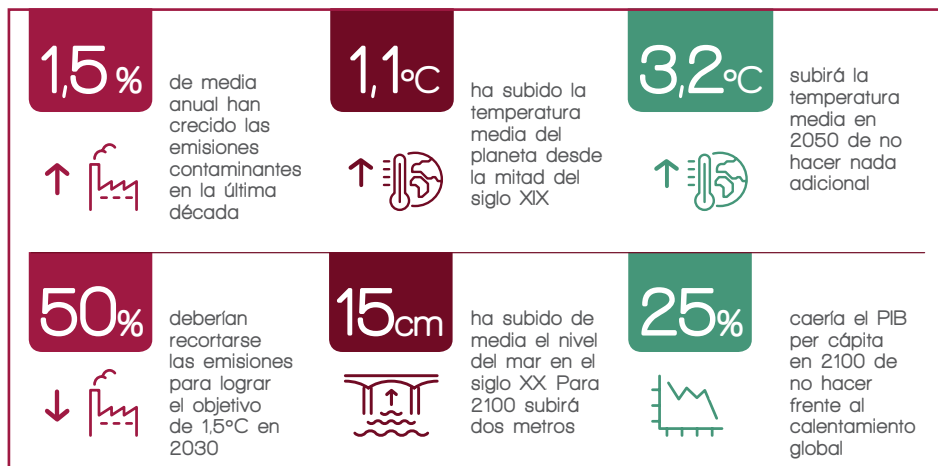 1,5 %
de media
anual han
crecido las
emisiones
contaminantes
en la última
década
1,1ºC
ha subido la
temperatura
media del
planeta desde
la mitad del
siglo XIX
3,2ºC
subirá la
temperatura
media en
2050 de no
hacer nada
adicional
50%
deberían
recortarse
las emisiones
para lograr
el objetivo
de 1,5ºC en
2030
15cm
ha subido de
media el nivel
del mar en el
siglo XX Para
2100 subirá
dos metros
25%
caería el PIB
per cápita
en 2100 de
no hacer
frente al
calentamiento
global